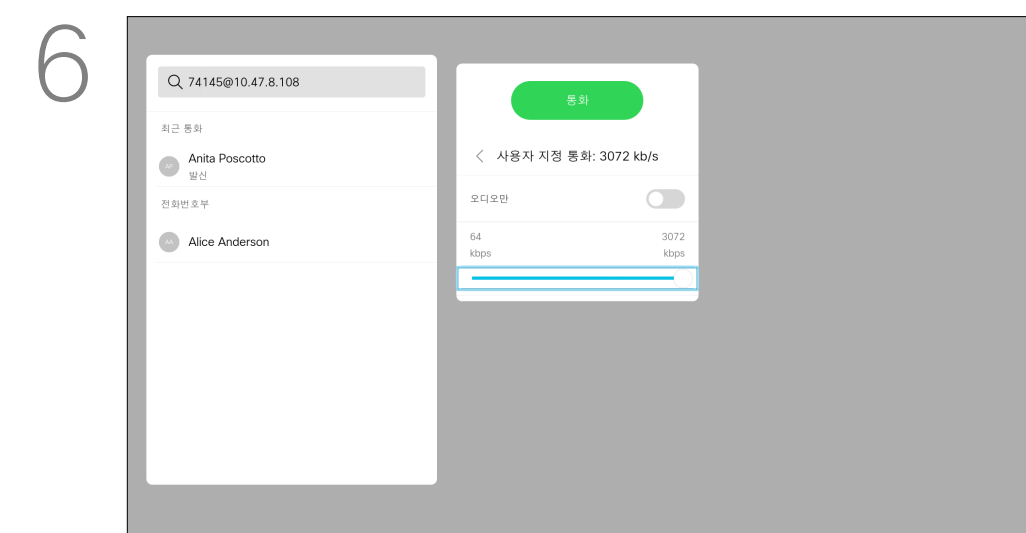 6
74145@10.47.8.108
최근 통화
AP
Anita Poscotto
발신
전화번호부
AA
Alice Anderson
통화
사용자 지정 통화: 3072 kb/s
오디오만
64 3072
kbps kbps